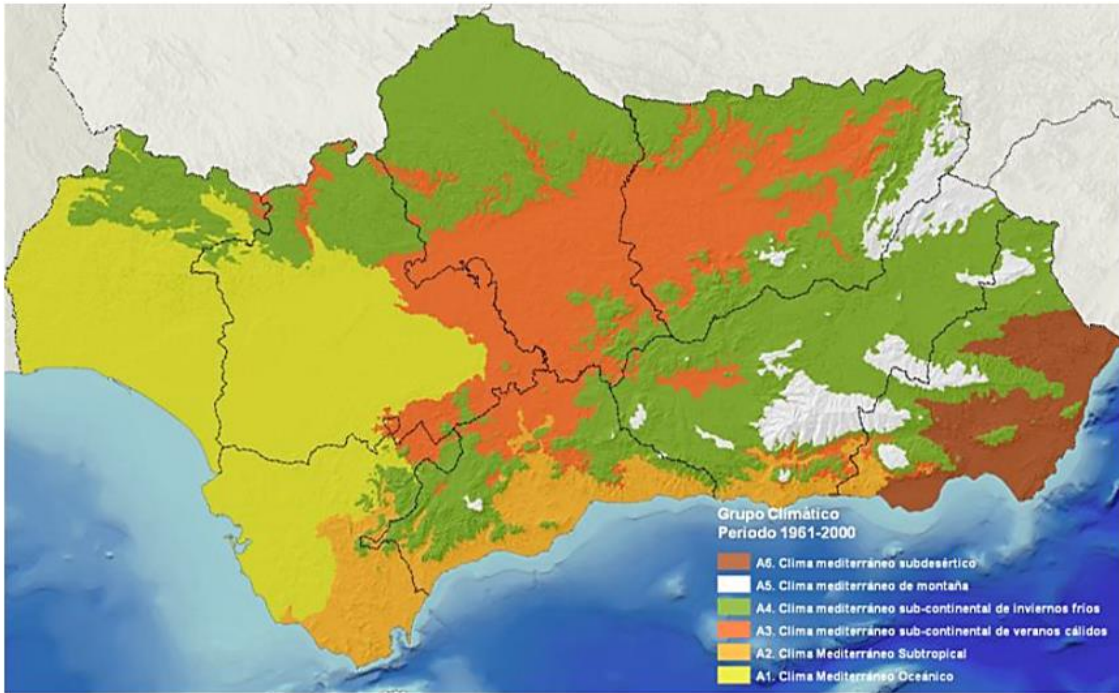 Grupo Climático
Periodo 1961-2000
A6. Clima mediterráneo subdesértico
A5. Clima mediterráneo de montaña
A4. Clima mediterráneo sub-continental de inviernos fríos
A3. Clima mediterráneo sub-continental de veranos cálidos
A2. Clima Mediterráneo Subtropical
A1. Clima Mediterráneo Oceánico